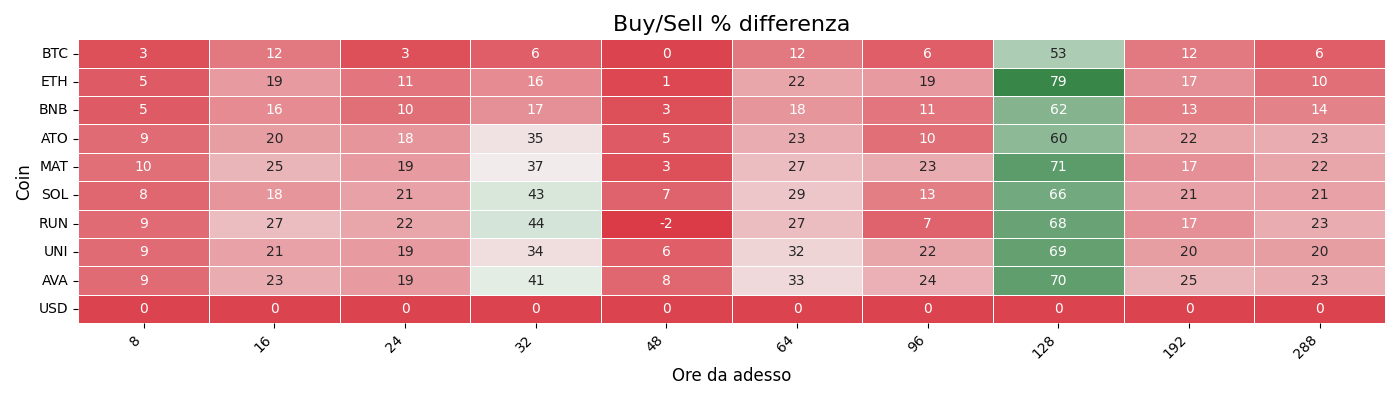 Buy/Sell % differenza
Coin
BTC 3 12 3 6 0 12 6 53 12 6
ETH 5 19 11 16 1 22 19 79 17 10
BNB 5 16 10 17 3 18 11 62 13 14
ATO 9 20 18 35 5 23 10 60 22 23
MAT 10 25 19 37 3 27 23 71 17 22
SOL 8 18 21 43 7 29 13 66 21 21
RUN 9 27 22 44 -2 27 7 68 17 23
UNI 9 21 19 34 6 32 22 69 20 20
AVA 9 23 19 41 8 33 24 70 25 23
USD 0 0 0 0 0 0 0 0 0 0
8 16 24 32 48 64 96 128 192 288
Ore da adesso